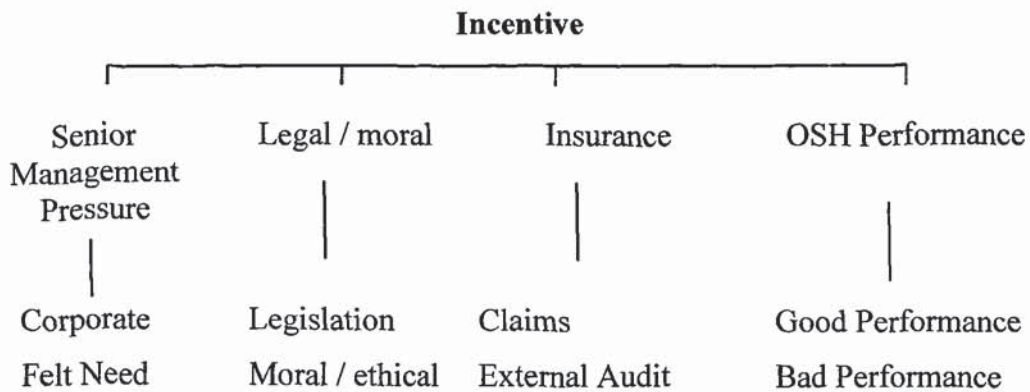 Incentive
Senior Management Pressure
Legal / moral
Insurance
OSH Performance
Corporate
Legislation
Claims
Good Performance
Felt Need
Moral / ethical
External Audit
Bad Performance